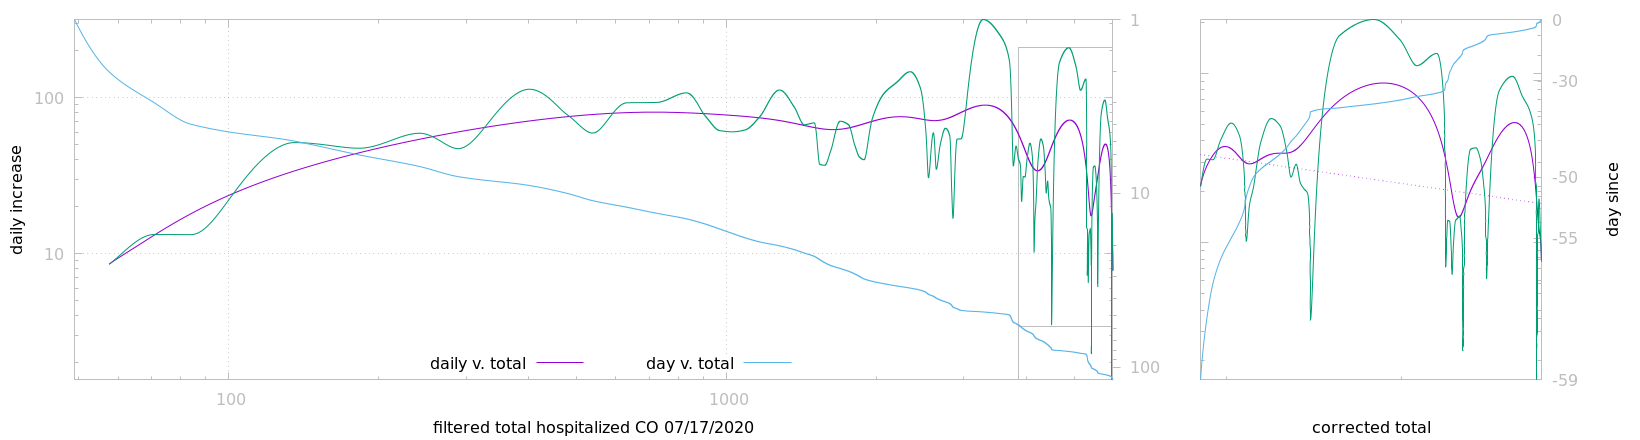 100
10
daily increase
daily v. total
day v. total
100
1000
filtered total hospitalized CO 07/17/2020
1
10
100
0
-30
-50
-55
-59
day since
corrected total